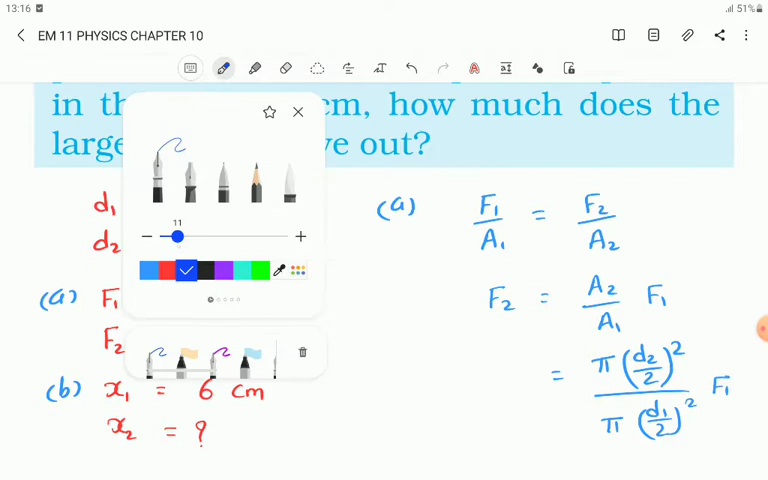 13:16
51%
EM 11 PHYSICS CHAPTER 10
in th cm, how much does the
large ve out?
11
d₁
d₂
(a) F₁
F₂
(b) x₁ = 6 cm
x₂ = ?
(a) F₁/A₁ = F₂/A₂
F₂ = A₂/A₁ F₁
= π(d₂/2)²/π(d₁/2)² F₁